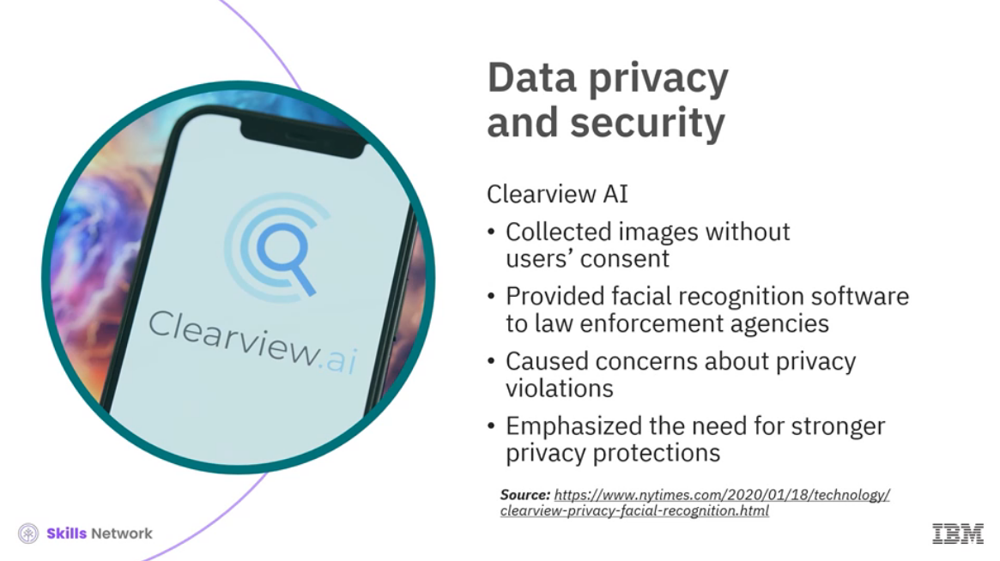 Data privacy
and security
Clearview AI
• Collected images without
users’ consent
• Provided facial recognition software
to law enforcement agencies
• Caused concerns about privacy
violations
• Emphasized the need for stronger
privacy protections
Source: https://www.nytimes.com/2020/01/18/technology/
clearview-privacy-facial-recognition.html
Clearview.ai
Skills Network
IBM